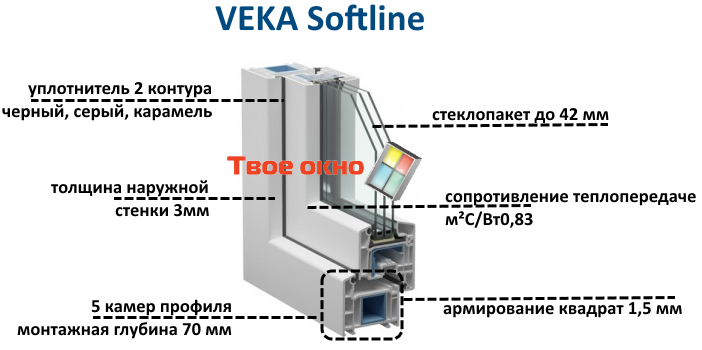 VEKA Softline
уплотнитель 2 контура
черный, серый, карамель
стеклопакет до 42 мм
Твое окно
толщина наружной
стенки 3мм
сопротивление теплопередаче
м²С/Вт0,83
5 камер профиля
монтажная глубина 70 мм
армирование квадрат 1,5 мм